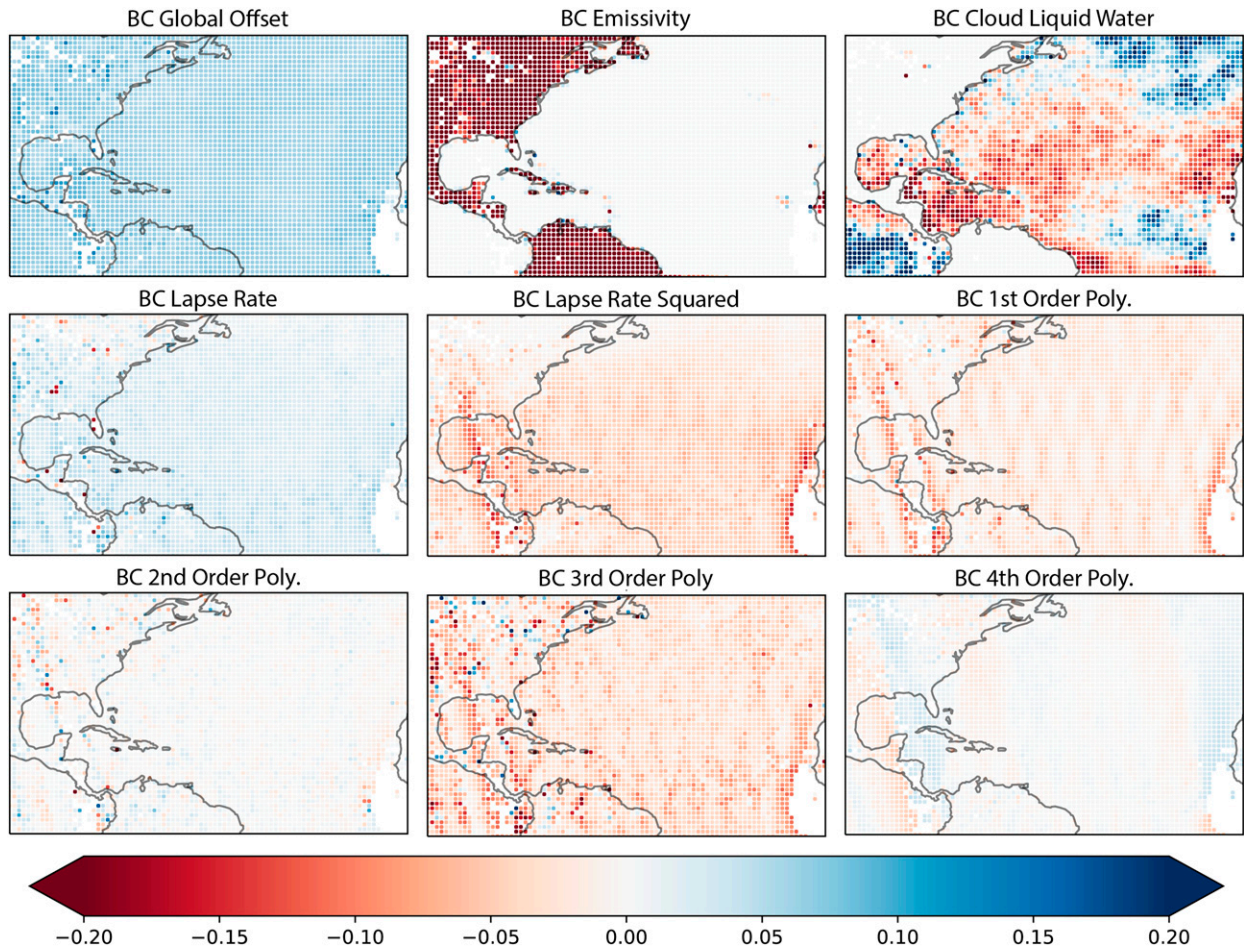 BC Global Offset
BC Emissivity
BC Cloud Liquid Water
BC Lapse Rate
BC Lapse Rate Squared
BC 1st Order Poly.
BC 2nd Order Poly.
BC 3rd Order Poly
BC 4th Order Poly.
−0.20 −0.15 −0.10 −0.05 0.00 0.05 0.10 0.15 0.20